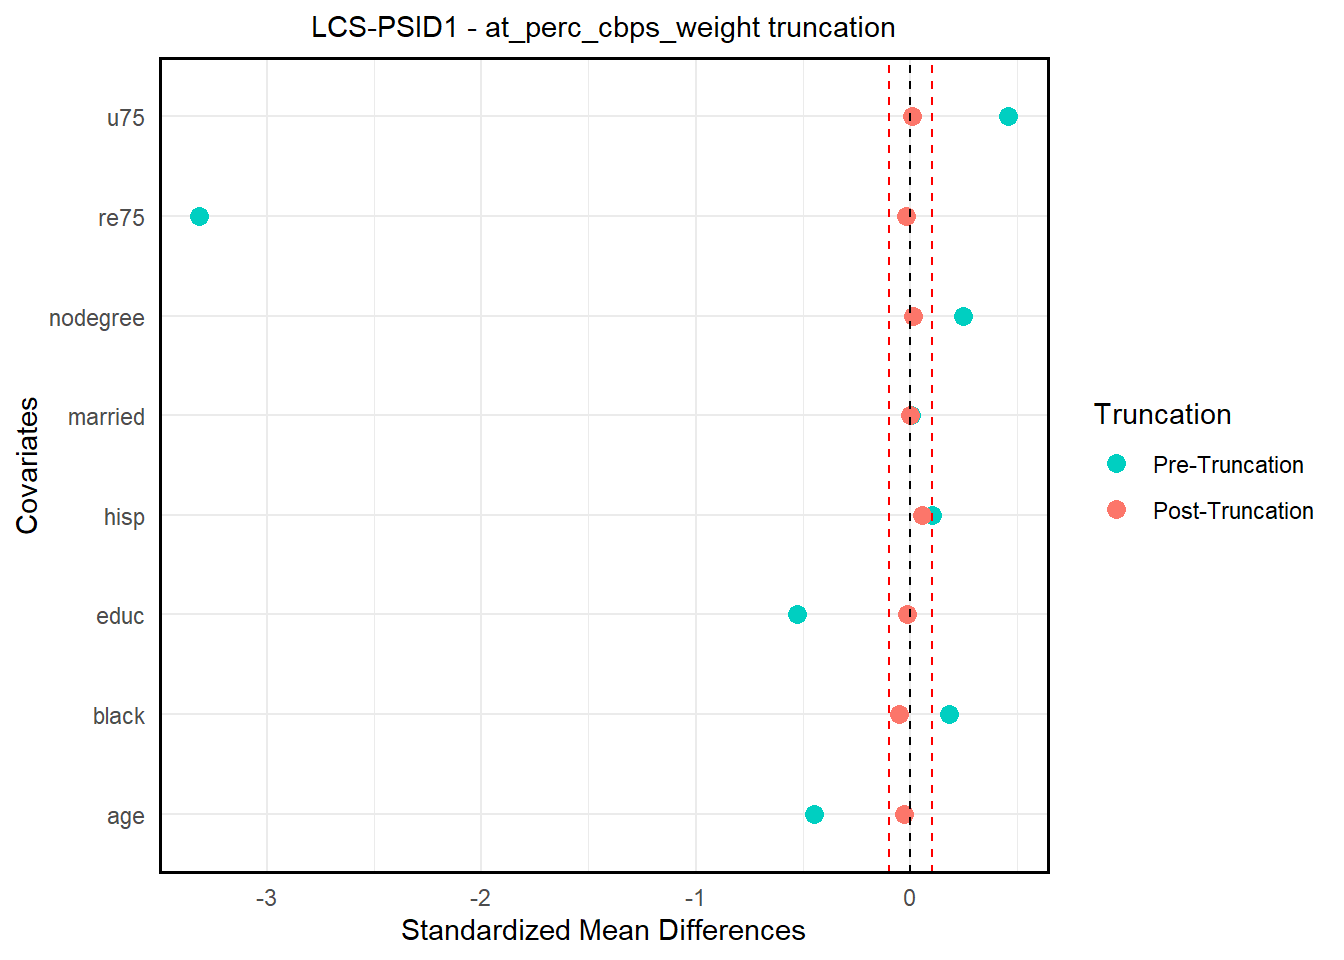 LCS-PSID1 - at_perc_cbps_weight truncation
u75
re75
nodegree
married
hisp
educ
black
age
Covariates
-3
-2
-1
0
Standardized Mean Differences
Truncation
Pre-Truncation
Post-Truncation